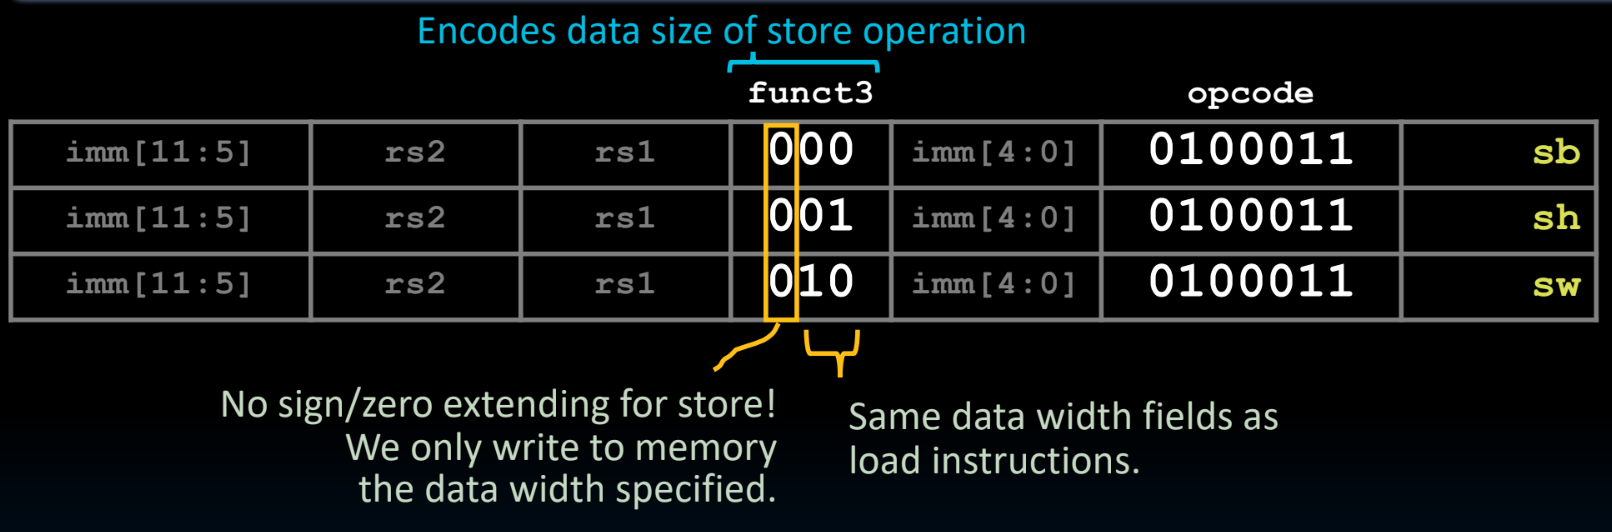 Encodes data size of store operation
funct3 opcode
imm[11:5] rs2 rs1 000 imm[4:0] 0100011 sb
imm[11:5] rs2 rs1 001 imm[4:0] 0100011 sh
imm[11:5] rs2 rs1 010 imm[4:0] 0100011 sw
No sign/zero extending for store!
We only write to memory
the data width specified.
Same data width fields as
load instructions.